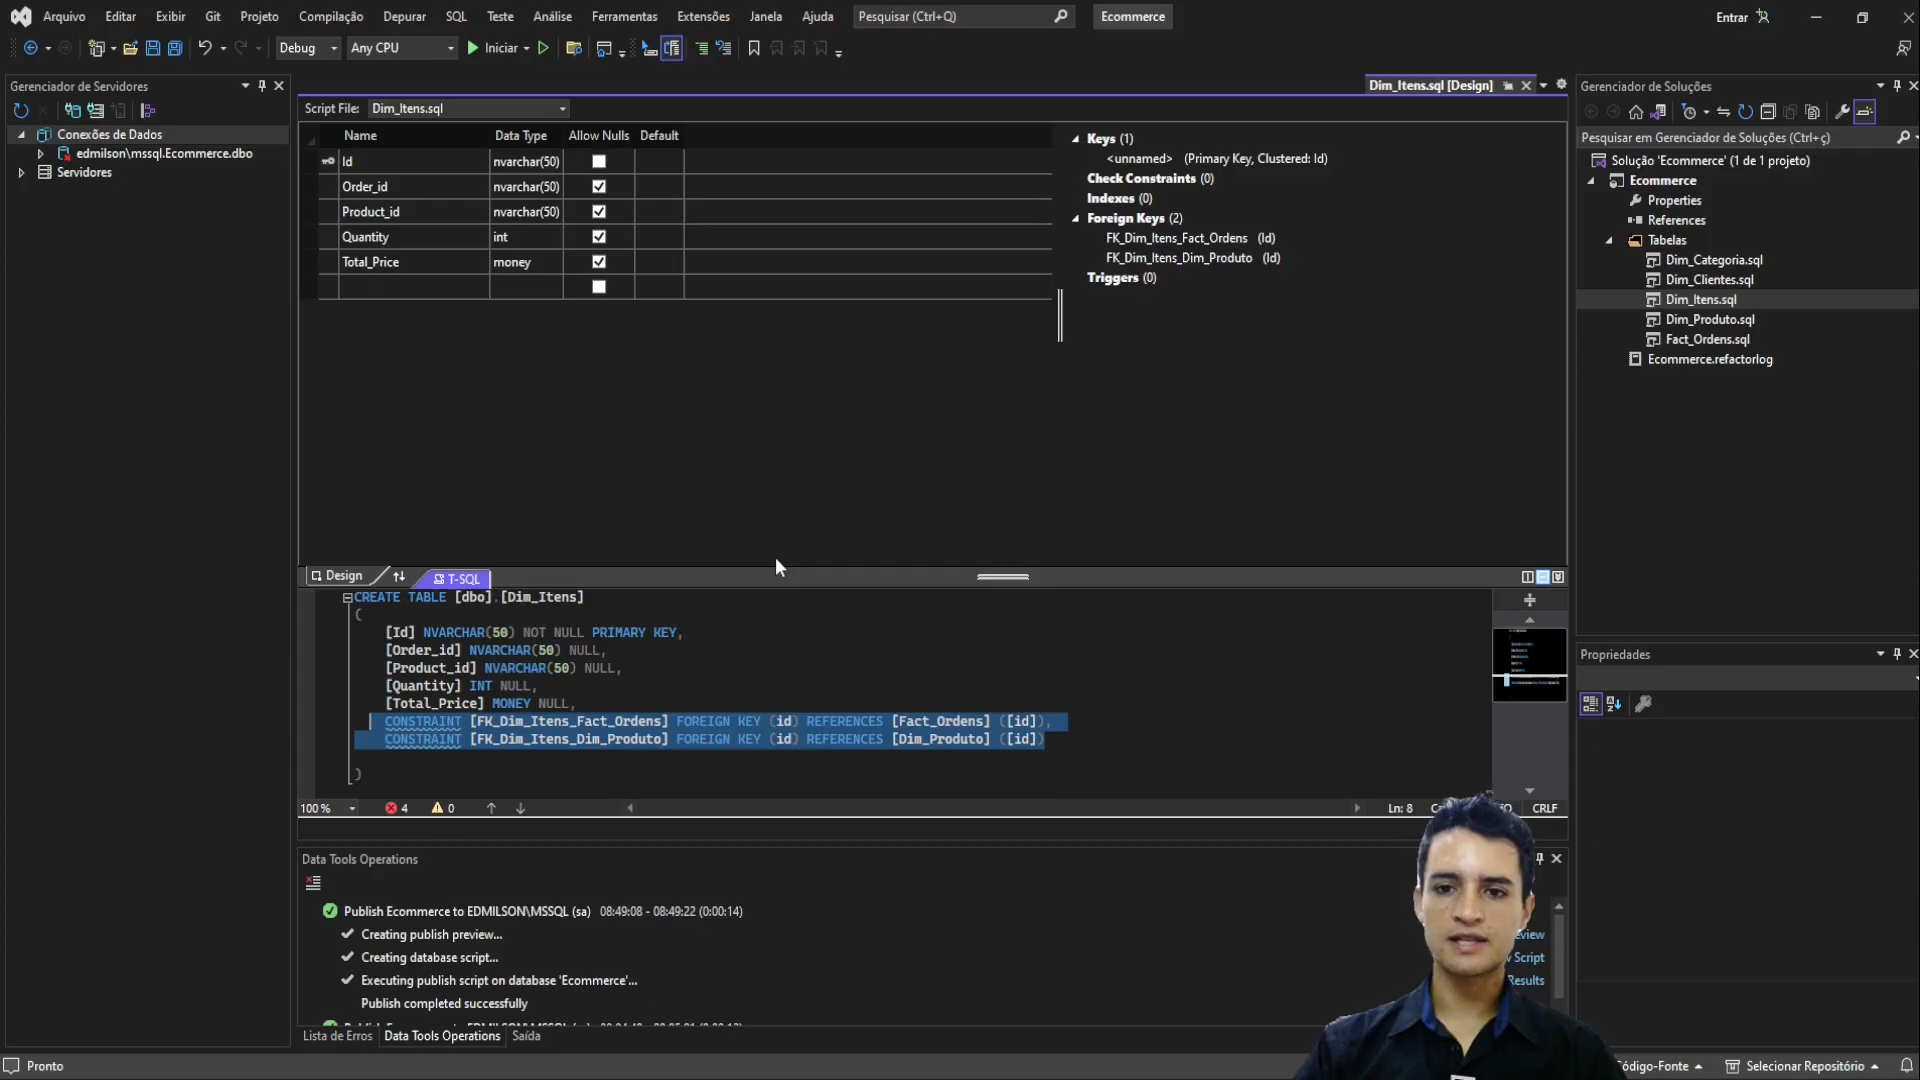 Arquivo Editar Exibir Git Projeto Compilação Depurar SQL Teste Análise Ferramentas Extensões Janela Ajuda Pesquisar (Ctrl+Q) Ecommerce Entrar
Debug Any CPU Iniciar
Gerenciador de Servidores
Conexões de Dados
edmilson\mssql.Ecommerce.dbo
Servidores
Dim_Itens.sql [Design]
Script File: Dim_Itens.sql
Name Data Type Allow Nulls Default
Id nvarchar(50)
Order_id nvarchar(50)
Product_id nvarchar(50)
Quantity int
Total_Price money
Keys (1)
<unnamed> (Primary Key, Clustered: Id)
Check Constraints (0)
Indexes (0)
Foreign Keys (2)
FK_Dim_Itens_Fact_Ordens (Id)
FK_Dim_Itens_Dim_Produto (Id)
Triggers (0)
Design T-SQL
CREATE TABLE [dbo].[Dim_Itens]
(
[Id] NVARCHAR(50) NOT NULL PRIMARY KEY,
[Order_id] NVARCHAR(50) NULL,
[Product_id] NVARCHAR(50) NULL,
[Quantity] INT NULL,
[Total_Price] MONEY NULL,
CONSTRAINT [FK_Dim_Itens_Fact_Ordens] FOREIGN KEY (id) REFERENCES [Fact_Ordens] ([id]),
CONSTRAINT [FK_Dim_Itens_Dim_Produto] FOREIGN KEY (id) REFERENCES [Dim_Produto] ([id])
)
100 % 4 0 Ln: 8 CRLF
Data Tools Operations
Publish Ecommerce to EDMILSON\MSSQL (sa) 08:49:08 - 08:49:22 (0:00:14)
Creating publish preview...
Creating database script...
Script
Executing publish script on database 'Ecommerce'...
Results
Publish completed successfully
Lista de Erros Data Tools Operations Saída
Gerenciador de Soluções
Pesquisar em Gerenciador de Soluções (Ctrl+ç)
Solução 'Ecommerce' (1 de 1 projeto)
Ecommerce
Properties
References
Tabelas
Dim_Categoria.sql
Dim_Clientes.sql
Dim_Itens.sql
Dim_Produto.sql
Fact_Ordens.sql
Ecommerce.refactorlog
Propriedades
Pronto
Selecionar Repositório